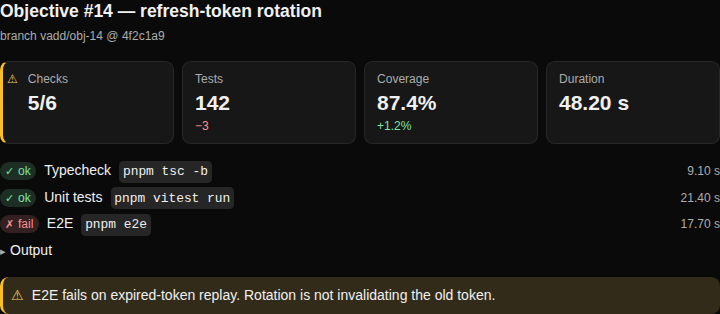 Objective #14 — refresh-token rotation
branch vadd/obj-14 @ 4f2c1a9
⚠ Checks
5/6
Tests
142
−3
Coverage
87.4%
+1.2%
Duration
48.20 s
✓ ok Typecheck pnpm tsc -b 9.10 s
✓ ok Unit tests pnpm vitest run 21.40 s
✗ fail E2E pnpm e2e 17.70 s
▸ Output
⚠ E2E fails on expired-token replay. Rotation is not invalidating the old token.